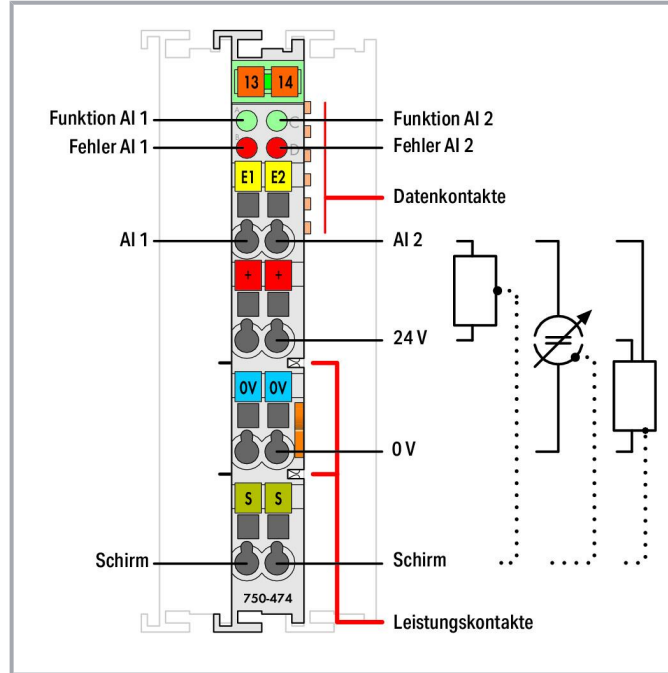 13 14
A C
Funktion AI 1
Funktion AI 2
B D
Fehler AI 1
Fehler AI 2
E1 E2
Datenkontakte
AI 1
AI 2
+ +
24 V
0V 0V
0 V
S S
Schirm
Schirm
750-474
Leistungskontakte